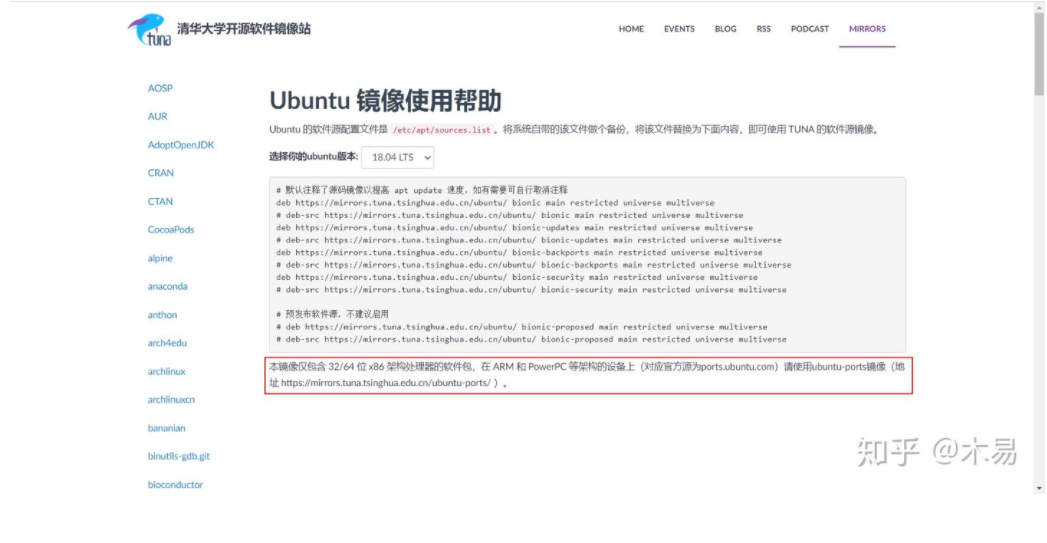 tuna 清华大学开源软件镜像站
HOME EVENTS BLOG RSS PODCAST MIRRORS
AOSP
AUR
AdoptOpenJDK
CRAN
CTAN
CocoaPods
alpine
anaconda
anthon
arch4edu
archlinux
archlinuxcn
bananian
binutils-gdb.git
bioconductor
Ubuntu 镜像使用帮助
Ubuntu 的软件源配置文件是 /etc/apt/sources.list。将系统自带的该文件做个备份，将该文件替换为下面内容，即可使用 TUNA 的软件源镜像。
选择你的ubuntu版本: 18.04 LTS
# 默认注释了源码镜像以提高 apt update 速度，如有需要可自行取消注释
deb https://mirrors.tuna.tsinghua.edu.cn/ubuntu/ bionic main restricted universe multiverse
# deb-src https://mirrors.tuna.tsinghua.edu.cn/ubuntu/ bionic main restricted universe multiverse
deb https://mirrors.tuna.tsinghua.edu.cn/ubuntu/ bionic-updates main restricted universe multiverse
# deb-src https://mirrors.tuna.tsinghua.edu.cn/ubuntu/ bionic-updates main restricted universe multiverse
deb https://mirrors.tuna.tsinghua.edu.cn/ubuntu/ bionic-backports main restricted universe multiverse
# deb-src https://mirrors.tuna.tsinghua.edu.cn/ubuntu/ bionic-backports main restricted universe multiverse
deb https://mirrors.tuna.tsinghua.edu.cn/ubuntu/ bionic-security main restricted universe multiverse
# deb-src https://mirrors.tuna.tsinghua.edu.cn/ubuntu/ bionic-security main restricted universe multiverse
# 预发布软件源，不建议启用
# deb https://mirrors.tuna.tsinghua.edu.cn/ubuntu/ bionic-proposed main restricted universe multiverse
# deb-src https://mirrors.tuna.tsinghua.edu.cn/ubuntu/ bionic-proposed main restricted universe multiverse
本镜像仅包含 32/64 位 x86 架构处理器的软件包，在 ARM 和 PowerPC 等架构的设备上（对应官方源为ports.ubuntu.com）请使用ubuntu-ports镜像（地
址 https://mirrors.tuna.tsinghua.edu.cn/ubuntu-ports/ ）。
知乎 @木易